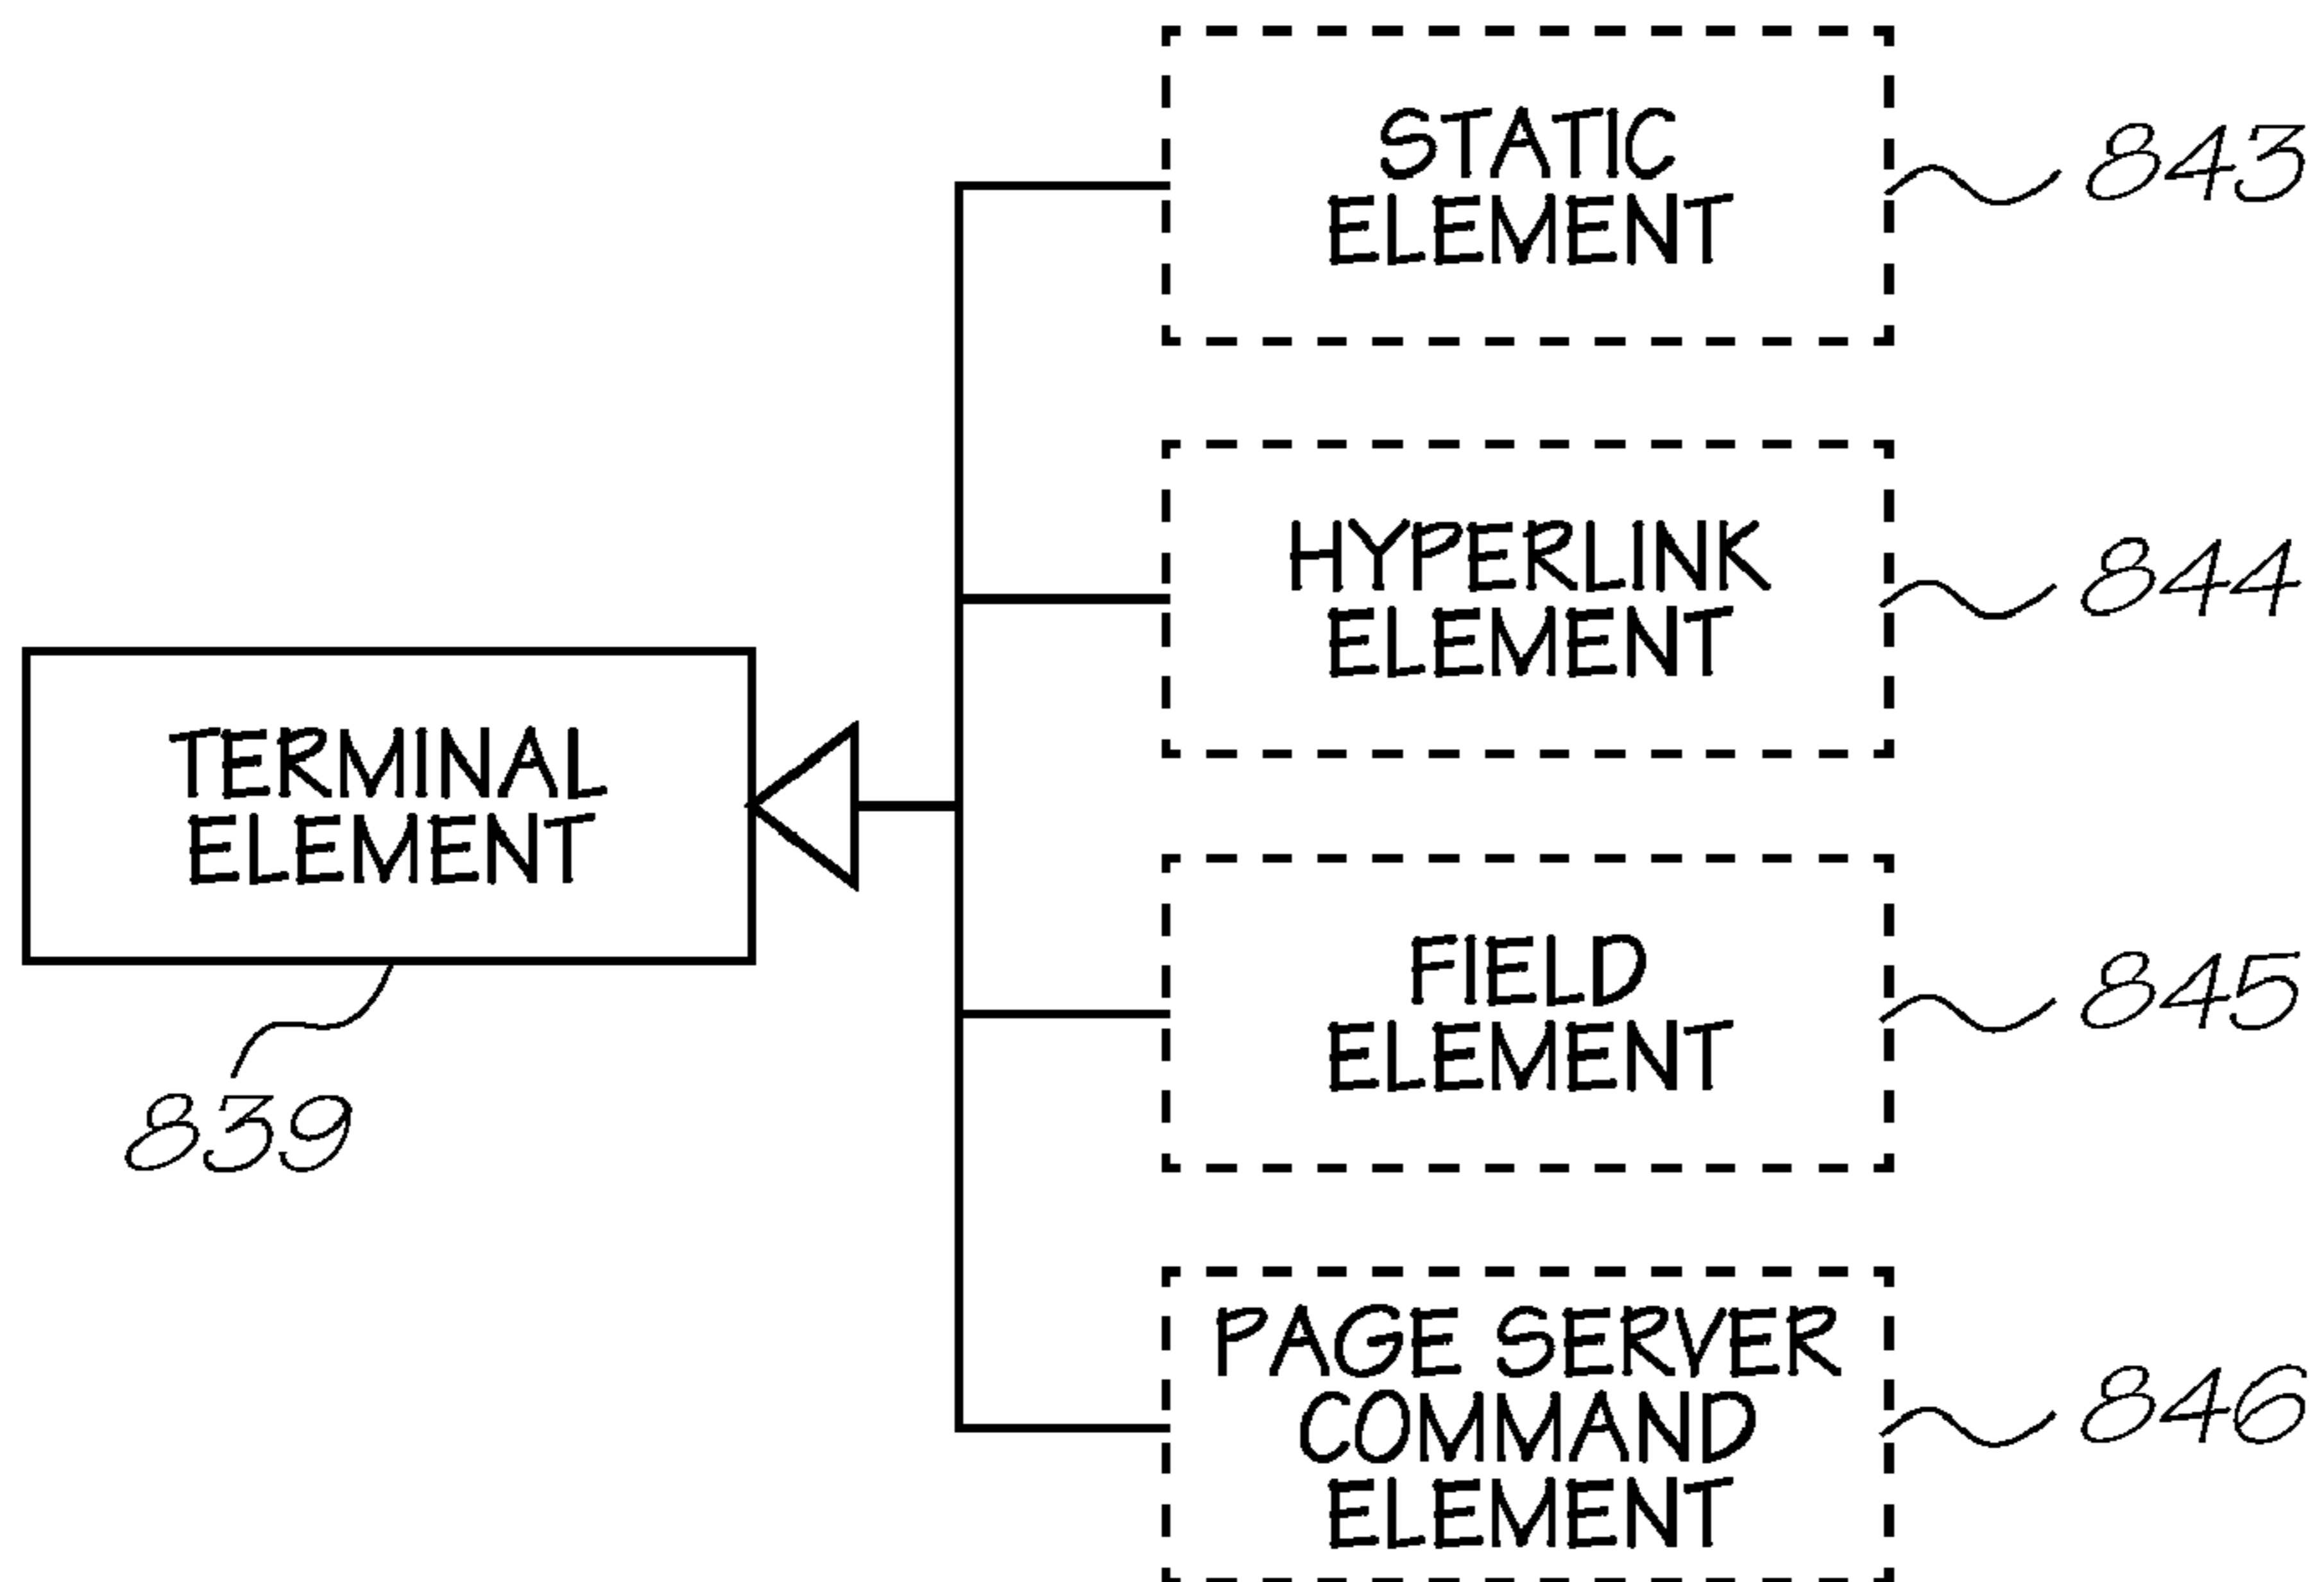 STATIC
ELEMENT
843
HYPERLINK
ELEMENT
844
TERMINAL
ELEMENT
839
FIELD
ELEMENT
845
PAGE SERVER
COMMAND
ELEMENT
846